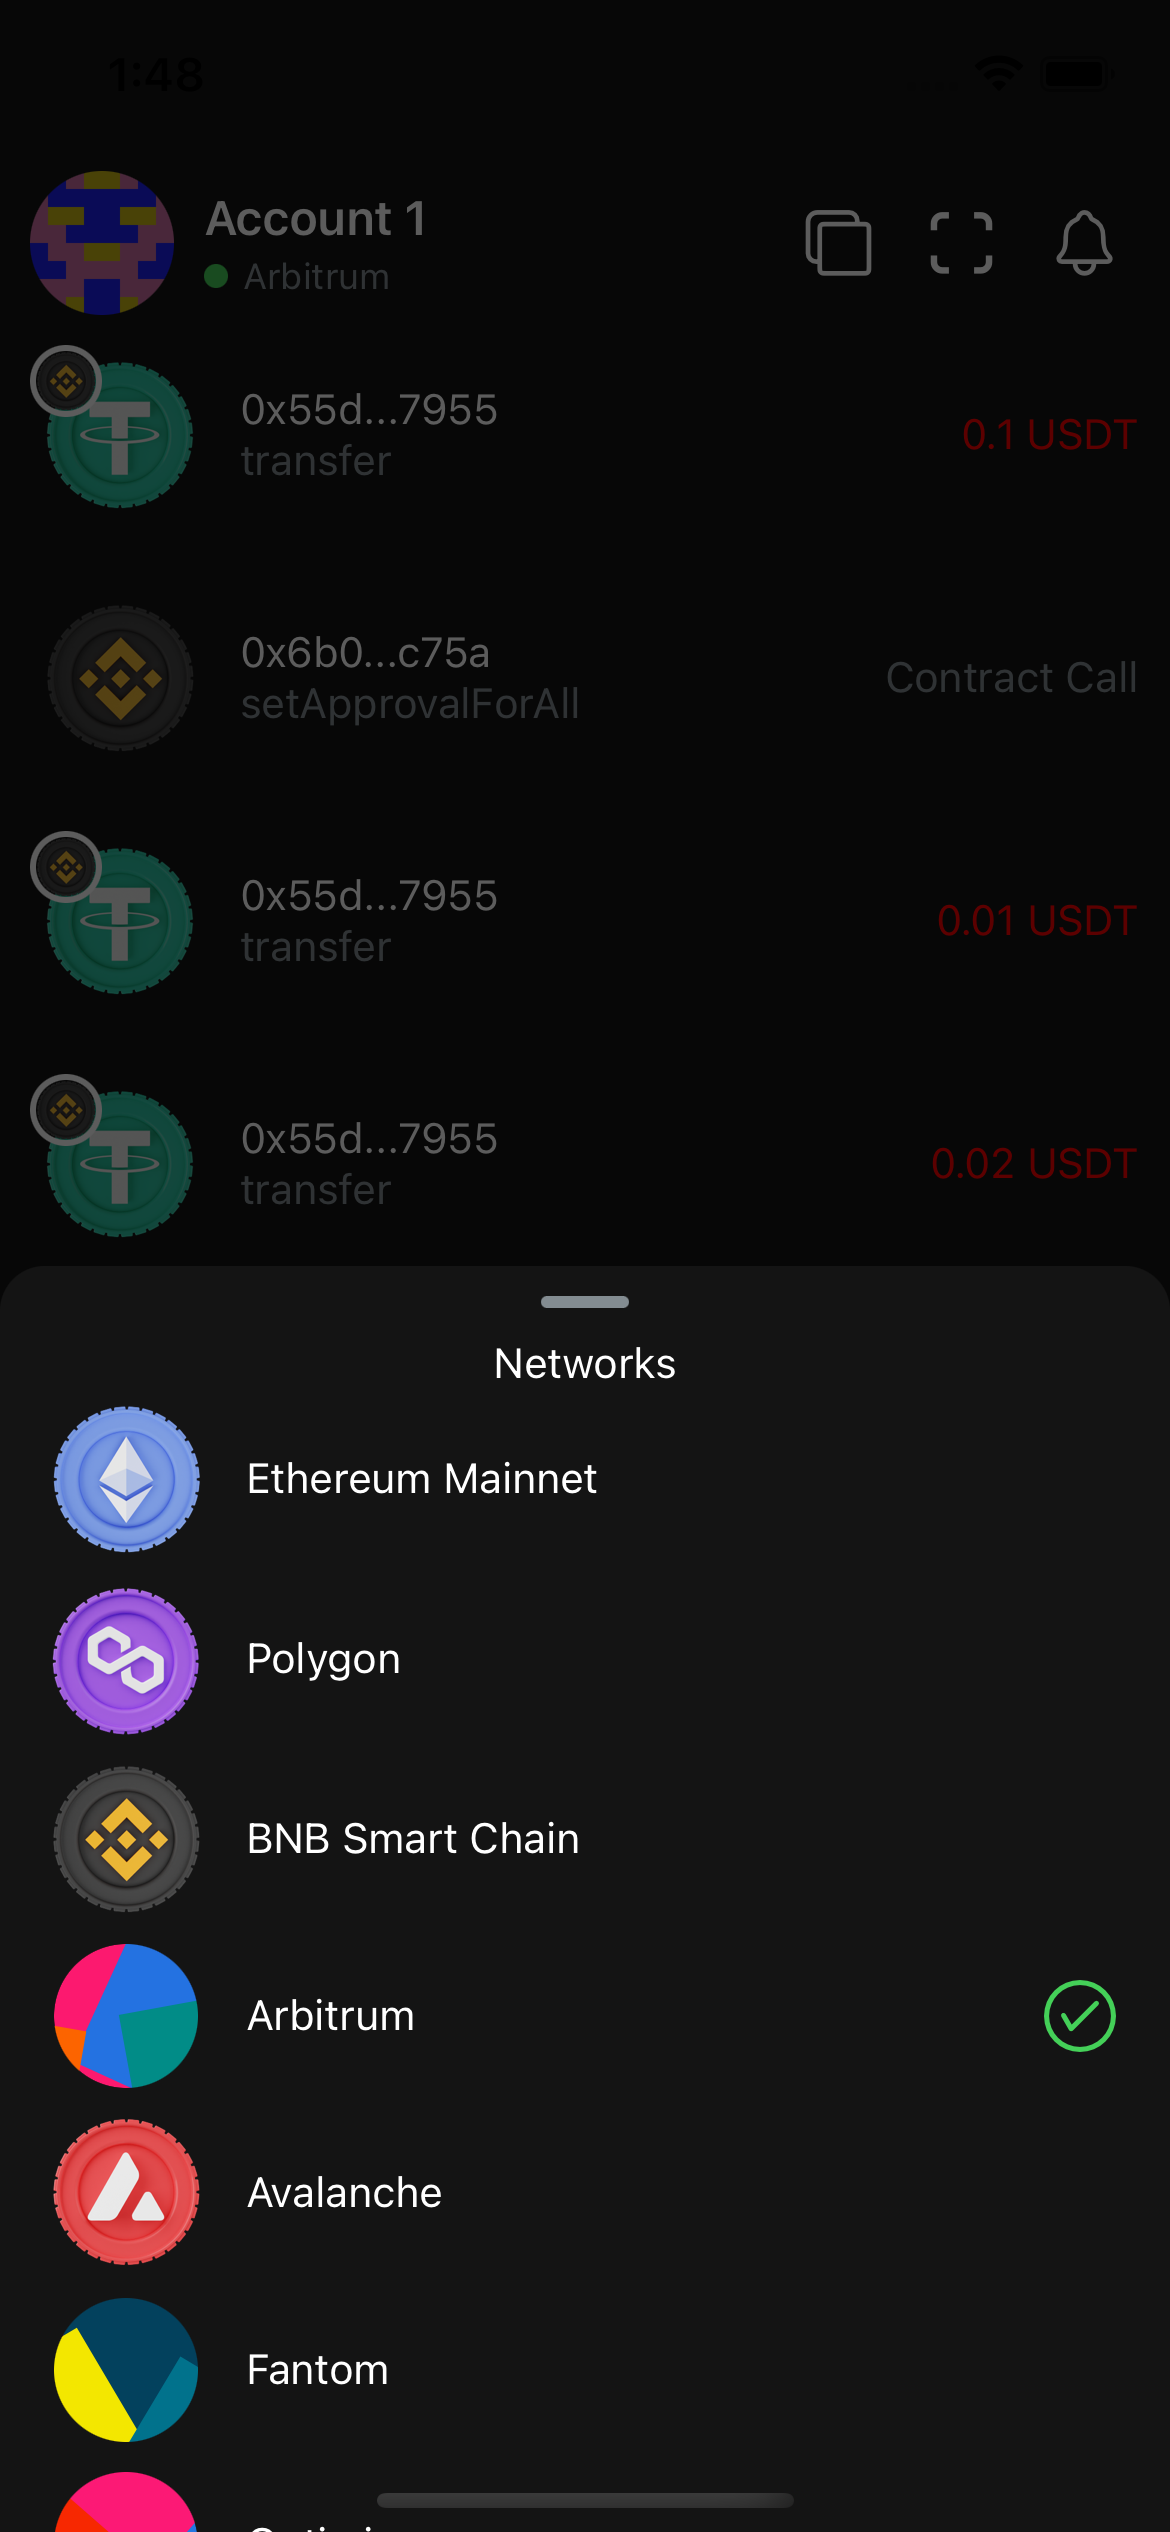 1:48
Account 1
Arbitrum
0x55d...7955
transfer
0.1 USDT
0x6b0...c75a
setApprovalForAll
Contract Call
0x55d...7955
transfer
0.01 USDT
0x55d...7955
transfer
0.02 USDT
Networks
Ethereum Mainnet
Polygon
BNB Smart Chain
Arbitrum
Avalanche
Fantom